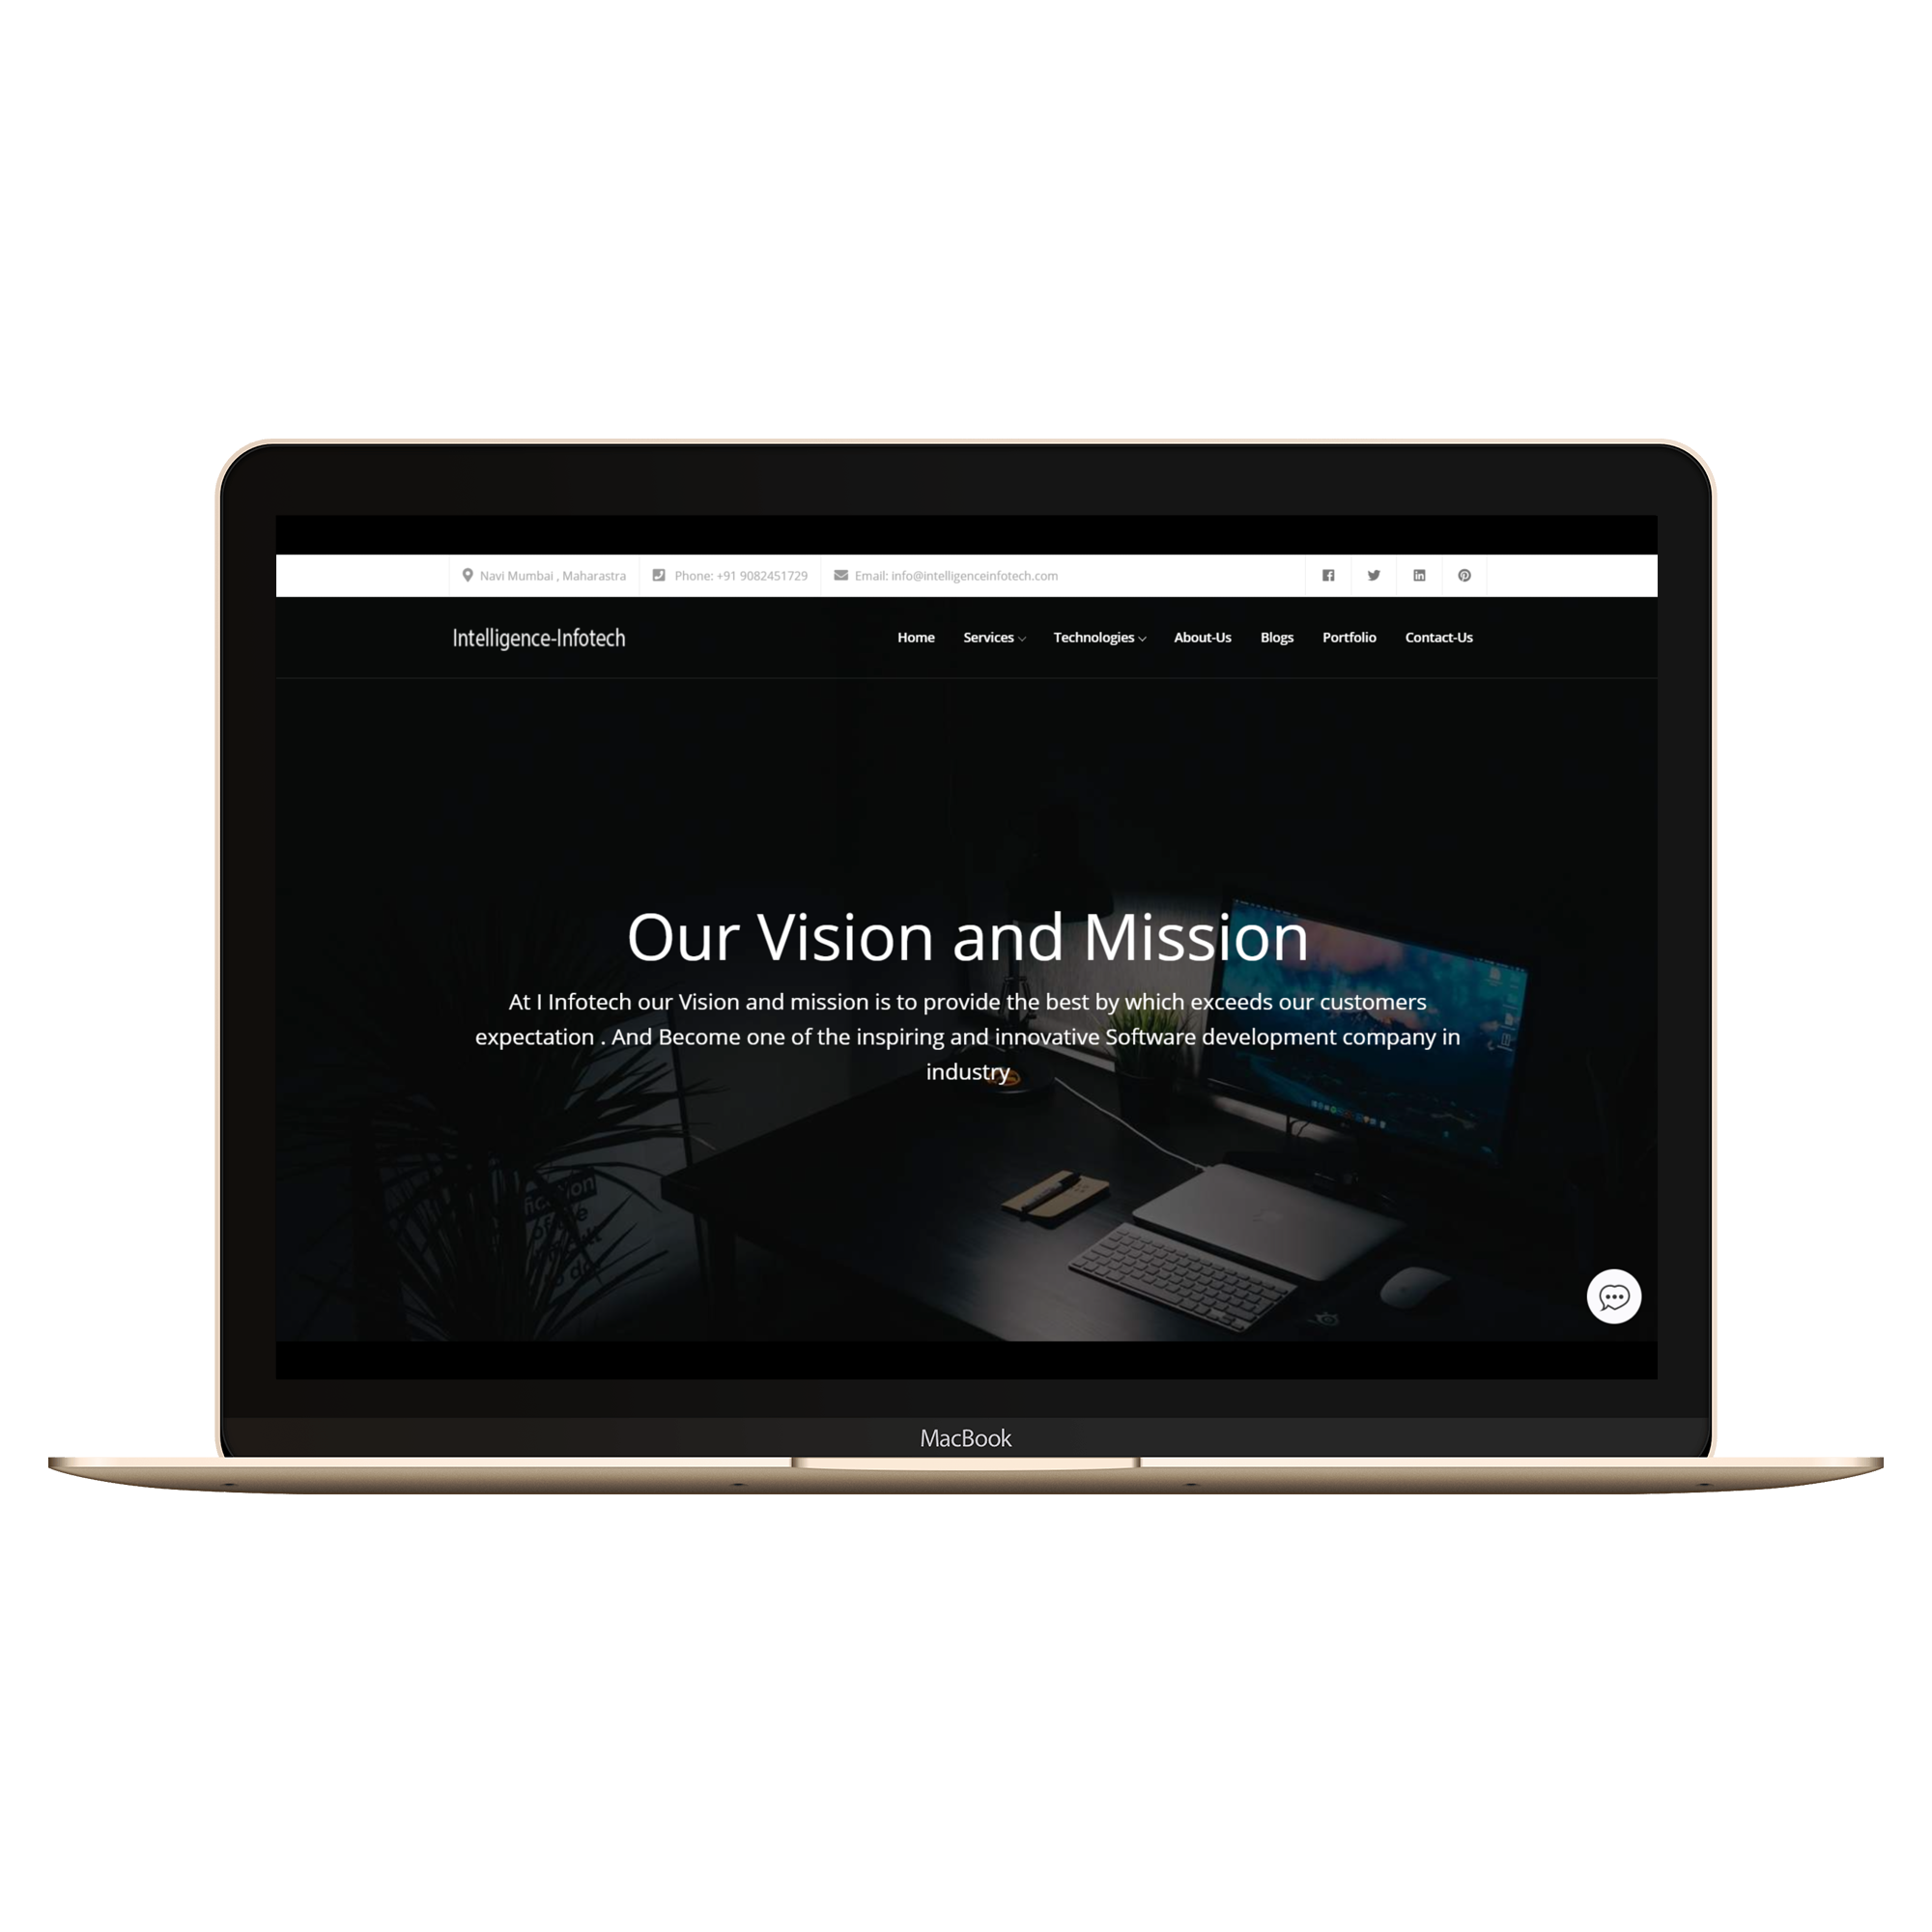 Navi Mumbai , Maharastra
Phone: +91 9082451729
Email: info@intelligenceinfotech.com
Intelligence-Infotech
Home Services Technologies About-Us Blogs Portfolio Contact-Us
Our Vision and Mission
At I Infotech our Vision and mission is to provide the best by which exceeds our customers
expectation . And Become one of the inspiring and innovative Software development company in
industry
MacBook